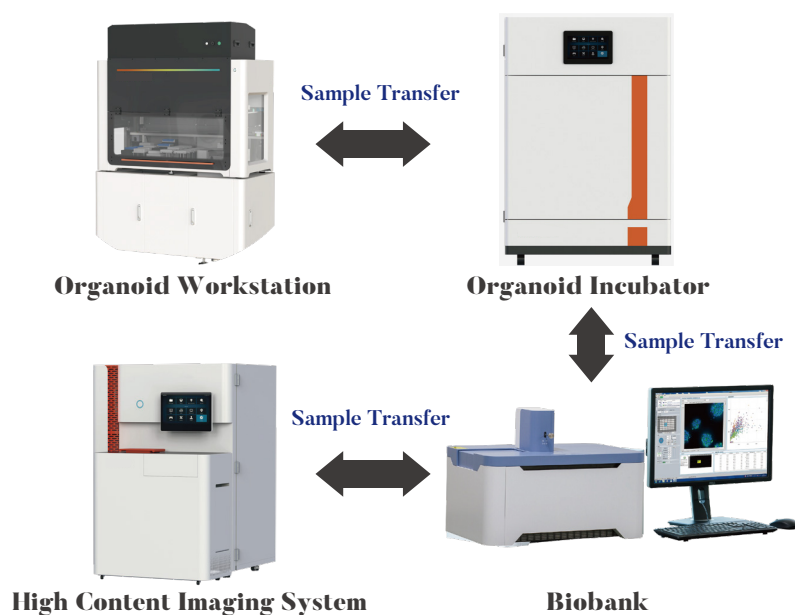 Sample Transfer
Organoid Workstation
Organoid Incubator
Sample Transfer
Sample Transfer
High Content Imaging System
Biobank